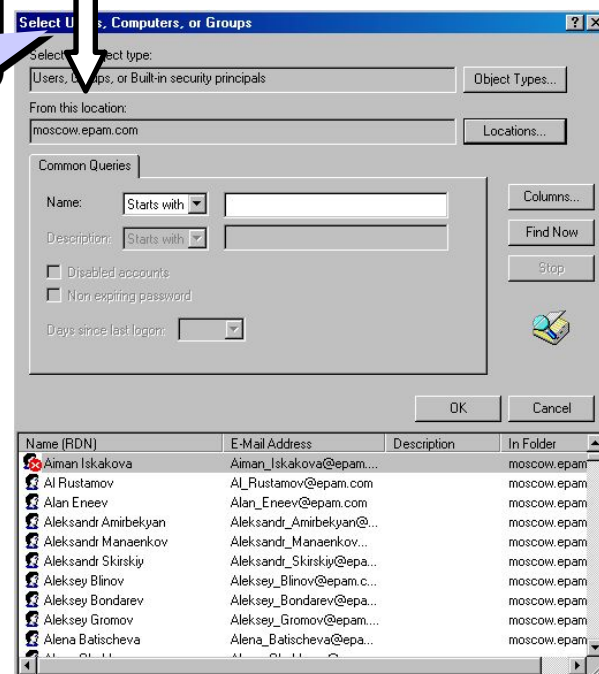 Select U s, Computers, or Groups
Select ect type:
Users, G ups, or Built-in security principals
Object Types...
From this location:
moscow.epam.com
Locations...
Common Queries
Name: Starts with
Columns...
Description: Starts with
Find Now
Disabled accounts
Stop
Non expiring password
Days since last logon:
OK Cancel
Name (RDN) E-Mail Address Description In Folder
Aiman Iskakova Aiman_Iskakova@epam.... moscow.epam
Al Rustamov Al_Rustamov@epam.com moscow.epam
Alan Eneev Alan_Eneev@epam.com moscow.epam
Aleksandr Amirbekyan Aleksandr_Amirbekyan@... moscow.epam
Aleksandr Manaenkov Aleksandr_Manaenkov... moscow.epam
Aleksandr Skirskiy Aleksandr_Skirskiy@epa... moscow.epam
Aleksey Blinov Aleksey_Blinov@epam.c... moscow.epam
Aleksey Bondarev Aleksey_Bondarev@epa... moscow.epam
Aleksey Gromov Aleksey_Gromov@epam.... moscow.epam
Alena Batischeva Alena_Batischeva@epa... moscow.epam